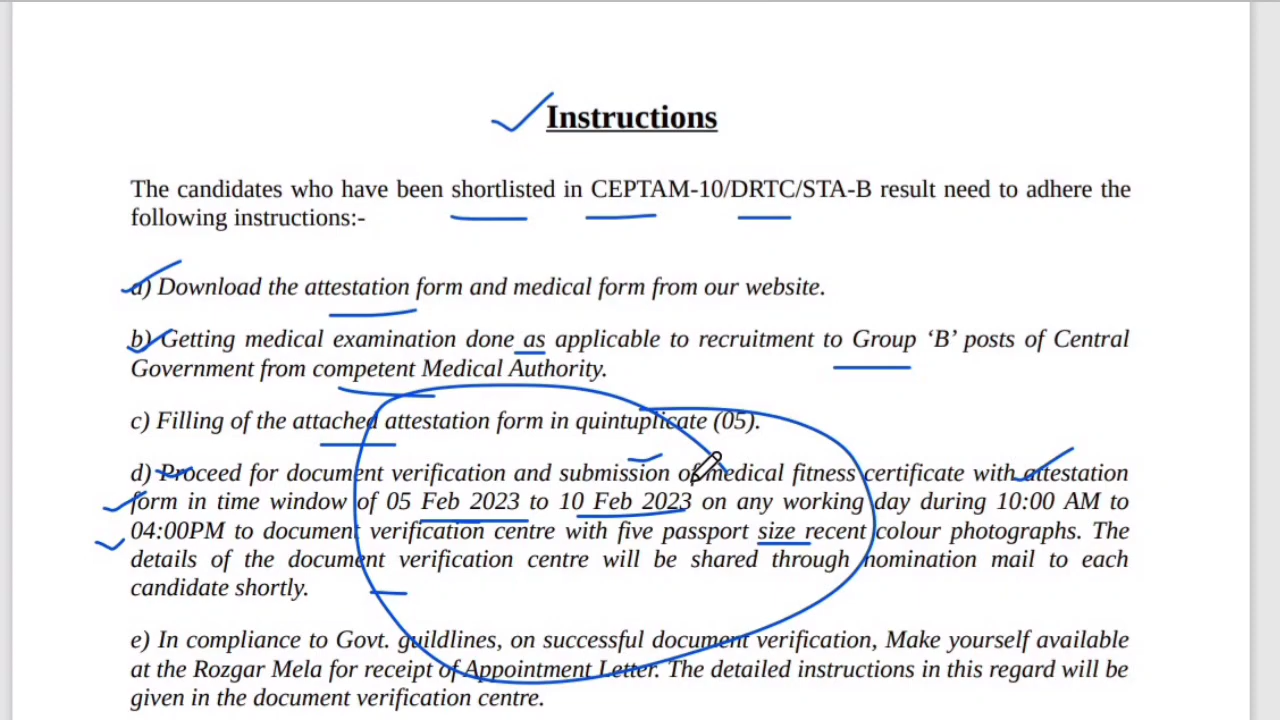 Instructions
The candidates who have been shortlisted in CEPTAM-10/DRTC/STA-B result need to adhere the
following instructions:-
a) Download the attestation form and medical form from our website.
b) Getting medical examination done as applicable to recruitment to Group ‘B’ posts of Central
Government from competent Medical Authority.
c) Filling of the attached attestation form in quintuplicate (05).
d) Proceed for document verification and submission of medical fitness certificate with attestation
form in time window of 05 Feb 2023 to 10 Feb 2023 on any working day during 10:00 AM to
04:00PM to document verification centre with five passport size recent colour photographs. The
details of the document verification centre will be shared through nomination mail to each
candidate shortly.
e) In compliance to Govt. guildlines, on successful document verification, Make yourself available
at the Rozgar Mela for receipt of Appointment Letter. The detailed instructions in this regard will be
given in the document verification centre.